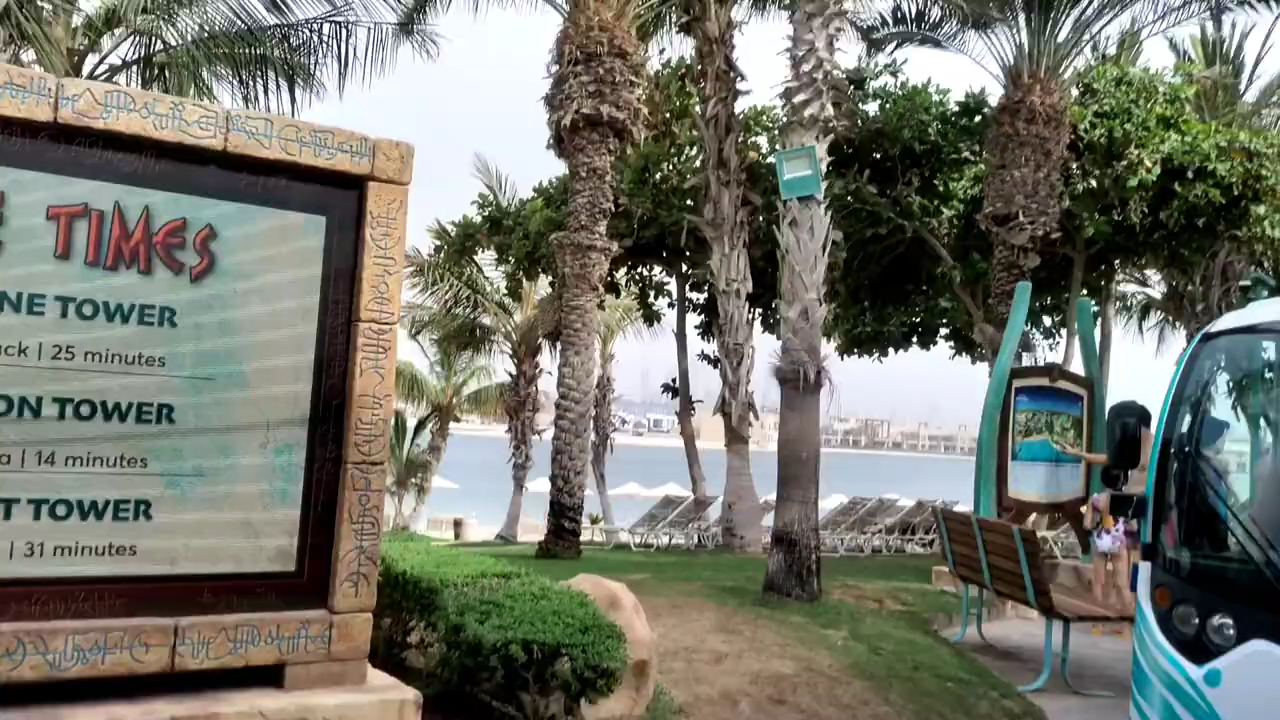 TIMES
NE TOWER
ck | 25 minutes
ON TOWER
a | 14 minutes
T TOWER
| 31 minutes